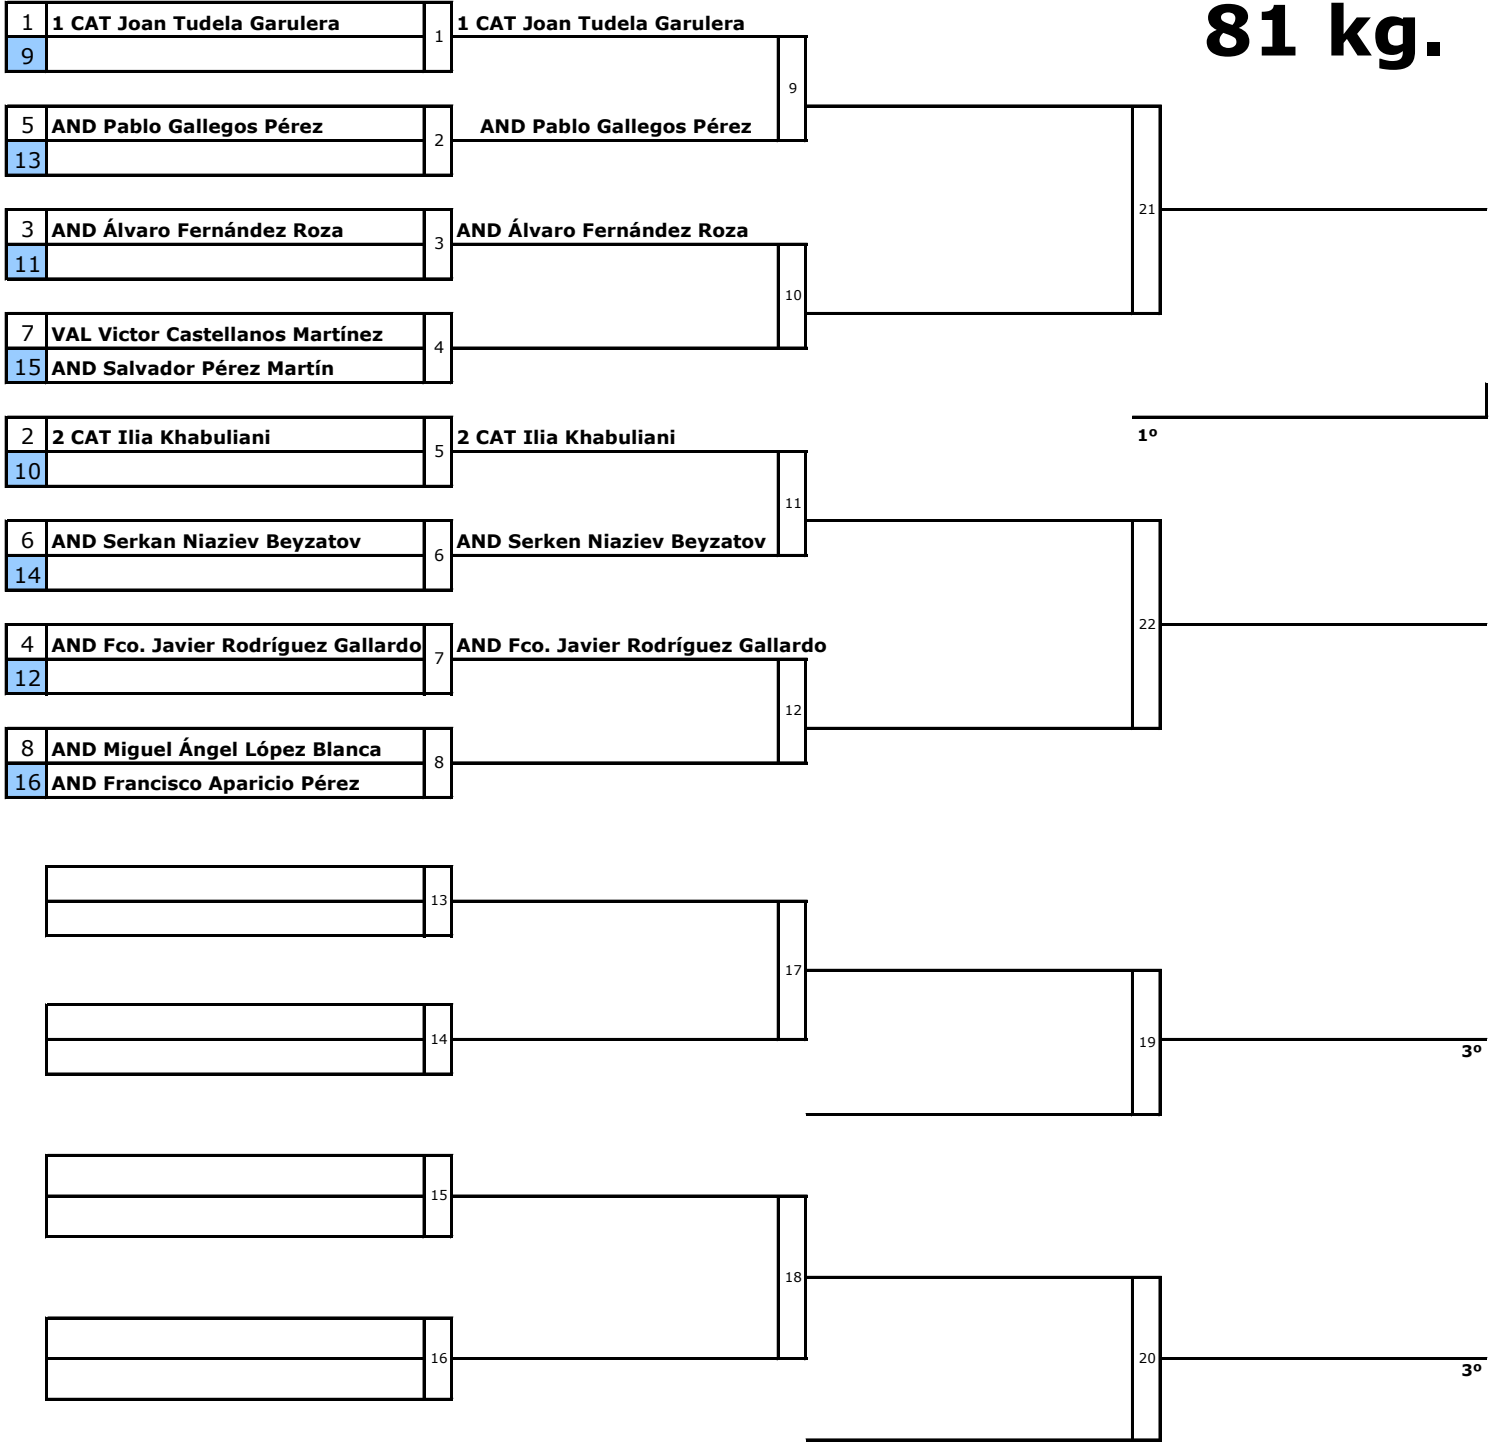 81 kg.
1 1 CAT Joan Tudela Garulera 1 1 CAT Joan Tudela Garulera
9
9
5 AND Pablo Gallegos Pérez 2 AND Pablo Gallegos Pérez
13
21
3 AND Álvaro Fernández Roza 3 AND Álvaro Fernández Roza
11
10
7 VAL Victor Castellanos Martínez
4
15 AND Salvador Pérez Martín
2 2 CAT Ilia Khabuliani 5 2 CAT Ilia Khabuliani
1º
10
11
6 AND Serkan Niaziev Beyzatov 6 AND Serken Niaziev Beyzatov
14
22
4 AND Fco. Javier Rodríguez Gallardo 7 AND Fco. Javier Rodríguez Gallardo
12
12
8 AND Miguel Ángel López Blanca
8
16 AND Francisco Aparicio Pérez
13
17
14
19
3º
15
18
16
20
3º